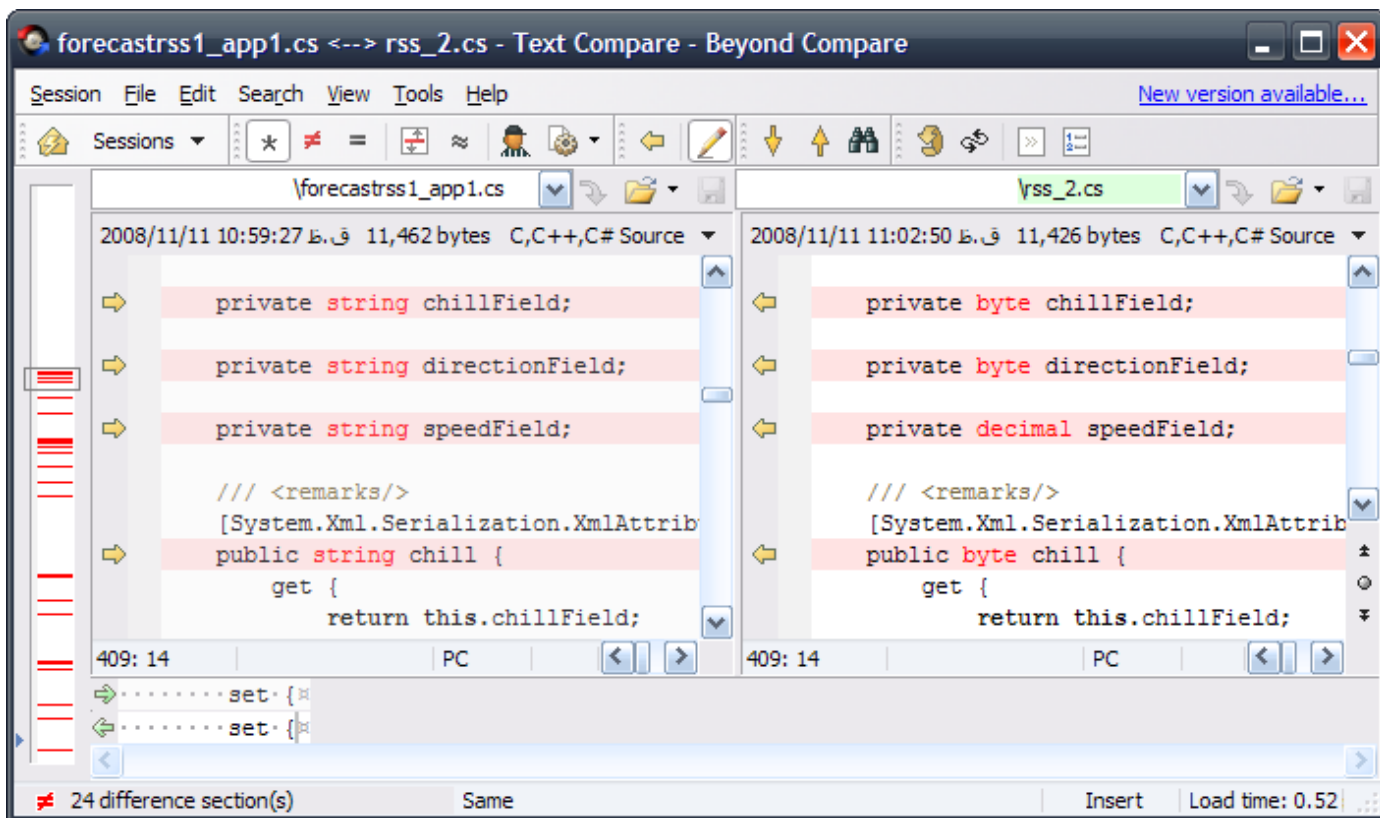 forecastrss1_app1.cs <--> rss_2.cs - Text Compare - Beyond Compare
Session File Edit Search View Tools Help New version available...
Sessions
\forecastrss1_app1.cs \rss_2.cs
2008/11/11 10:59:27 ق.ظ 11,462 bytes C,C++,C# Source 2008/11/11 11:02:50 ق.ظ 11,426 bytes C,C++,C# Source
private string chillField; private byte chillField;
private string directionField; private byte directionField;
private string speedField; private decimal speedField;
/// <remarks/> /// <remarks/>
[System.Xml.Serialization.XmlAttrib [System.Xml.Serialization.XmlAttrib
public string chill { public byte chill {
get { get {
return this.chillField; return this.chillField;
409: 14 PC 409: 14 PC
set {
set {
24 difference section(s) Same Insert Load time: 0.52